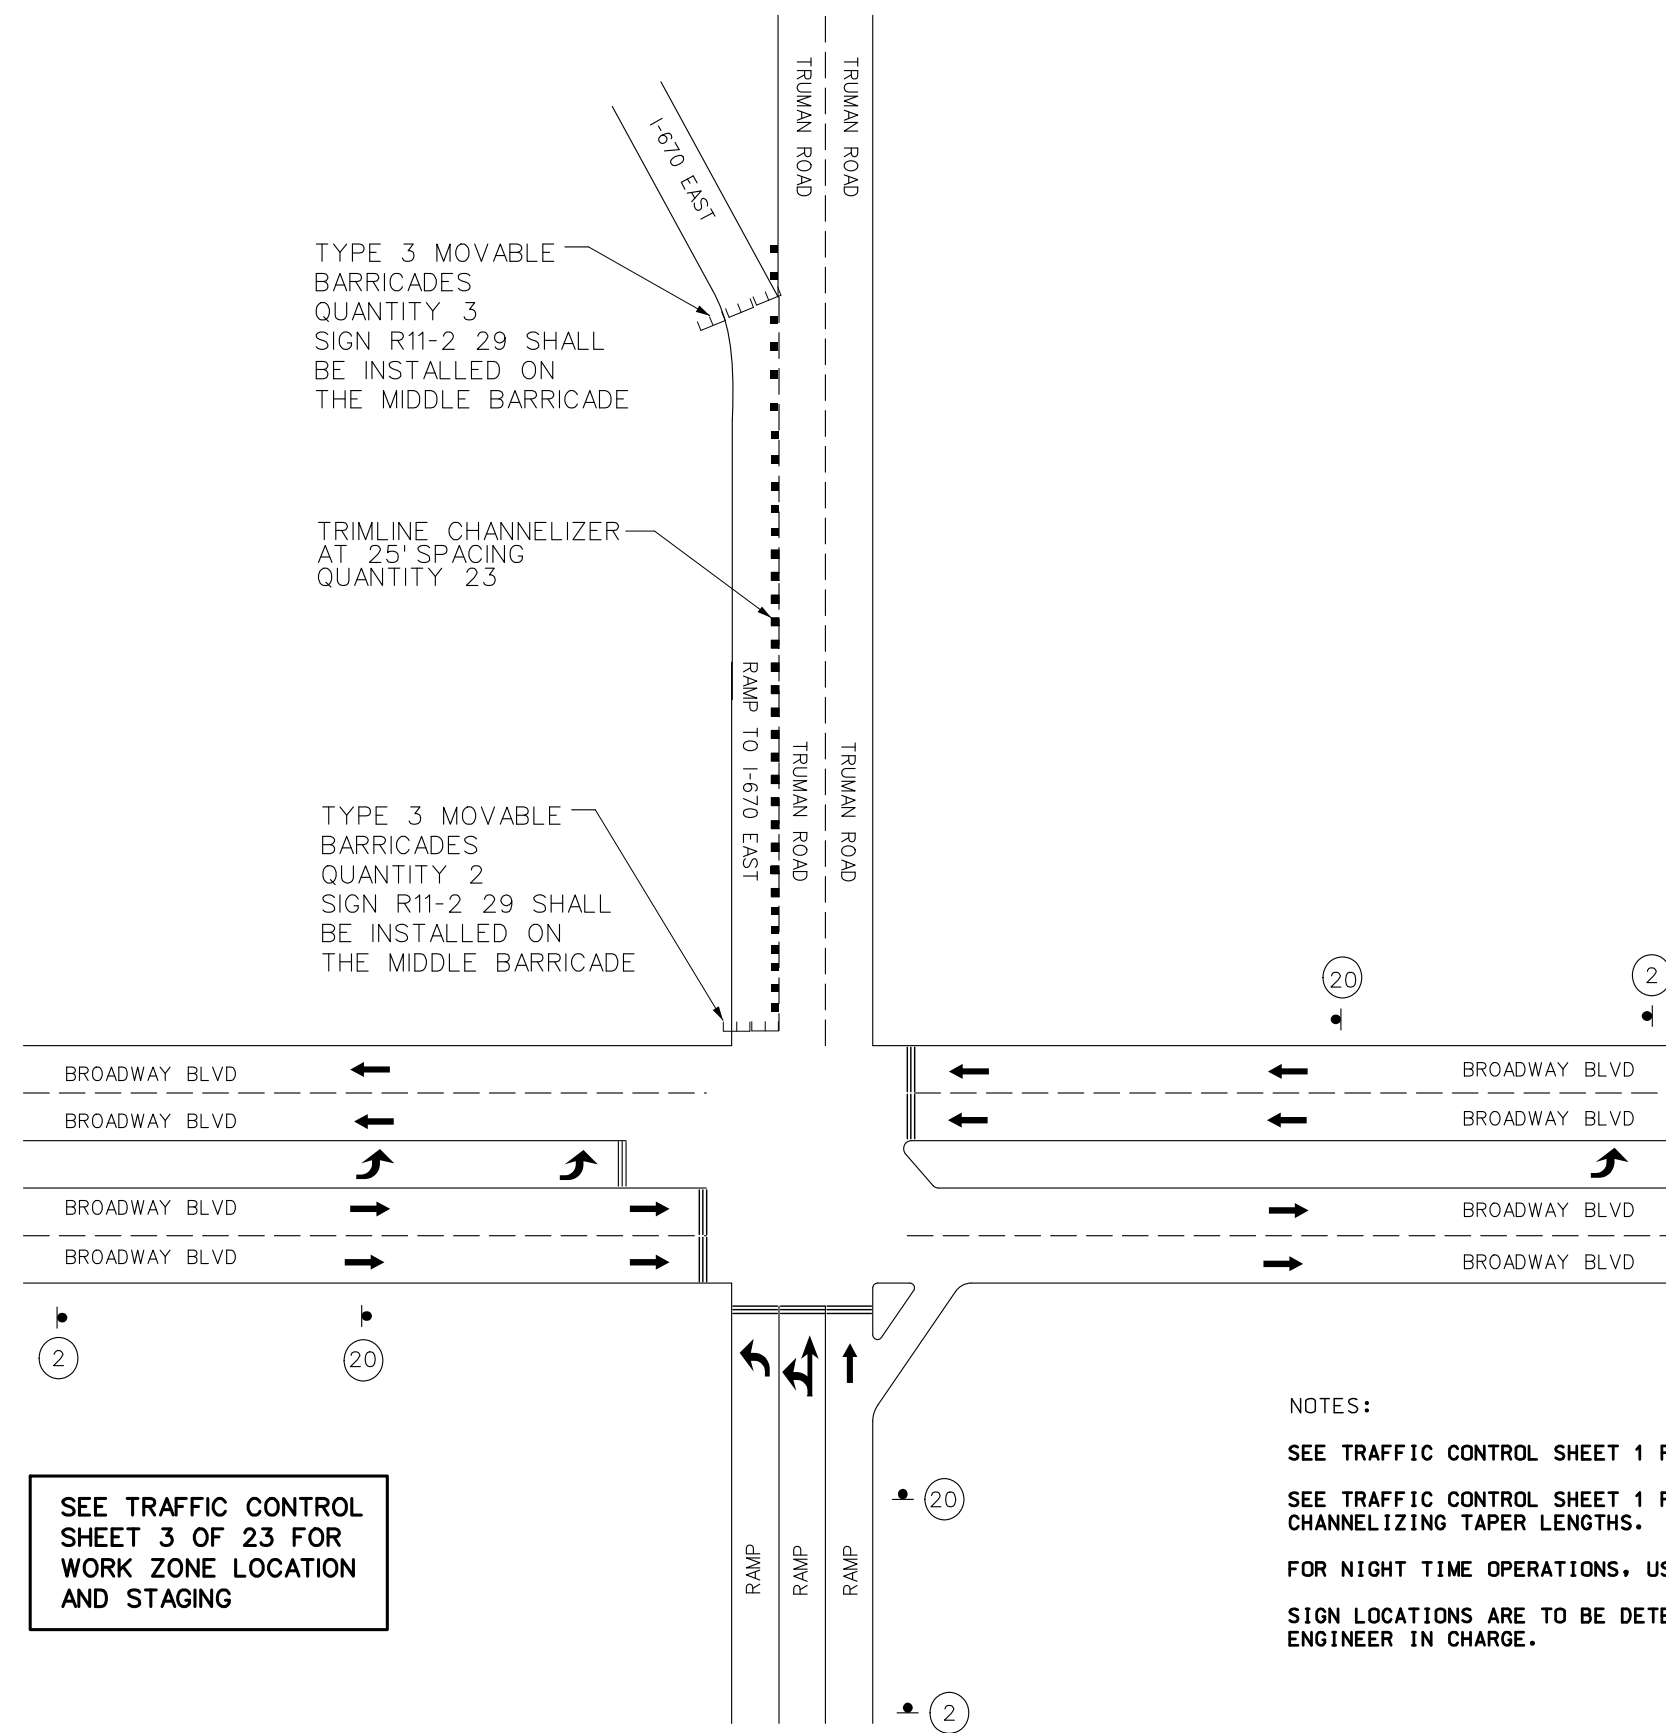 TRUMAN ROAD
TRUMAN ROAD
I-670 EAST
TYPE 3 MOVABLE
BARRICADES
QUANTITY 3
SIGN R11-2 29 SHALL
BE INSTALLED ON
THE MIDDLE BARRICADE
TRIMLINE CHANNELIZER
AT 25' SPACING
QUANTITY 23
RAMP TO I-670 EAST
TRUMAN ROAD
TRUMAN ROAD
TYPE 3 MOVABLE
BARRICADES
QUANTITY 2
SIGN R11-2 29 SHALL
BE INSTALLED ON
THE MIDDLE BARRICADE
20
2
BROADWAY BLVD
BROADWAY BLVD
BROADWAY BLVD
BROADWAY BLVD
BROADWAY BLVD
BROADWAY BLVD
BROADWAY BLVD
BROADWAY BLVD
2
20
NOTES:
SEE TRAFFIC CONTROL SHEET 1
SEE TRAFFIC CONTROL SHEET 1
CHANNELIZING TAPER LENGTHS.
FOR NIGHT TIME OPERATIONS,
SIGN LOCATIONS ARE TO BE
ENGINEER IN CHARGE.
SEE TRAFFIC CONTROL
SHEET 3 OF 23 FOR
WORK ZONE LOCATION
AND STAGING
20
RAMP
RAMP
RAMP
2